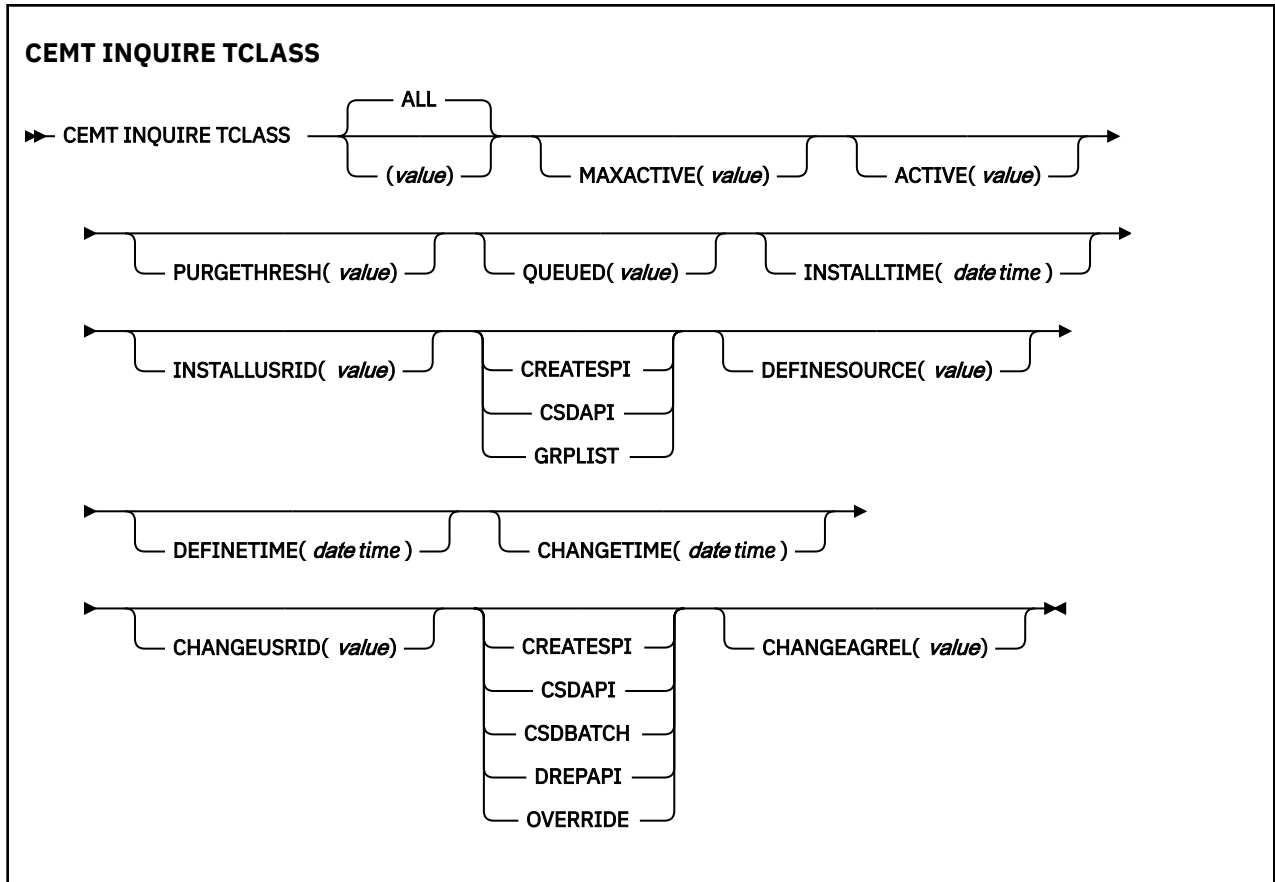 CEMT INQUIRE TCLASS
ALL
CEMT INQUIRE TCLASS
(value)
MAXACTIVE( value)
ACTIVE( value)
PURGETHRESH( value)
QUEUED( value)
INSTALLTIME( date time )
INSTALLUSRID( value)
CREATESPI
CSDAPI
GRPLIST
DEFINESOURCE( value)
DEFINETIME( date time )
CHANGETIME( date time )
CHANGEUSRID( value)
CREATESPI
CSDAPI
CSDBATCH
DREPAPI
OVERRIDE
CHANGEAGREL( value)